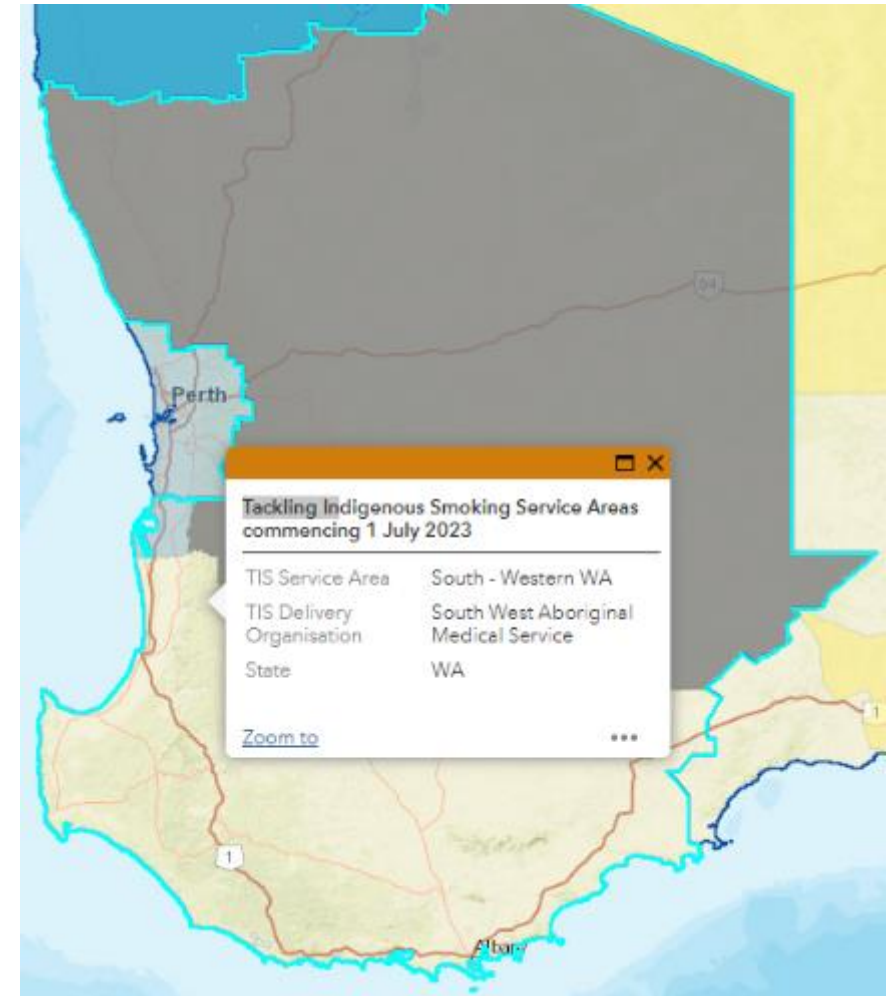 94
Perth
Tackling Indigenous Smoking Service Areas
commencing 1 July 2023
TIS Service Area South - Western WA
TIS Delivery South West Aboriginal
Organisation Medical Service
State WA
Zoom to
1
1